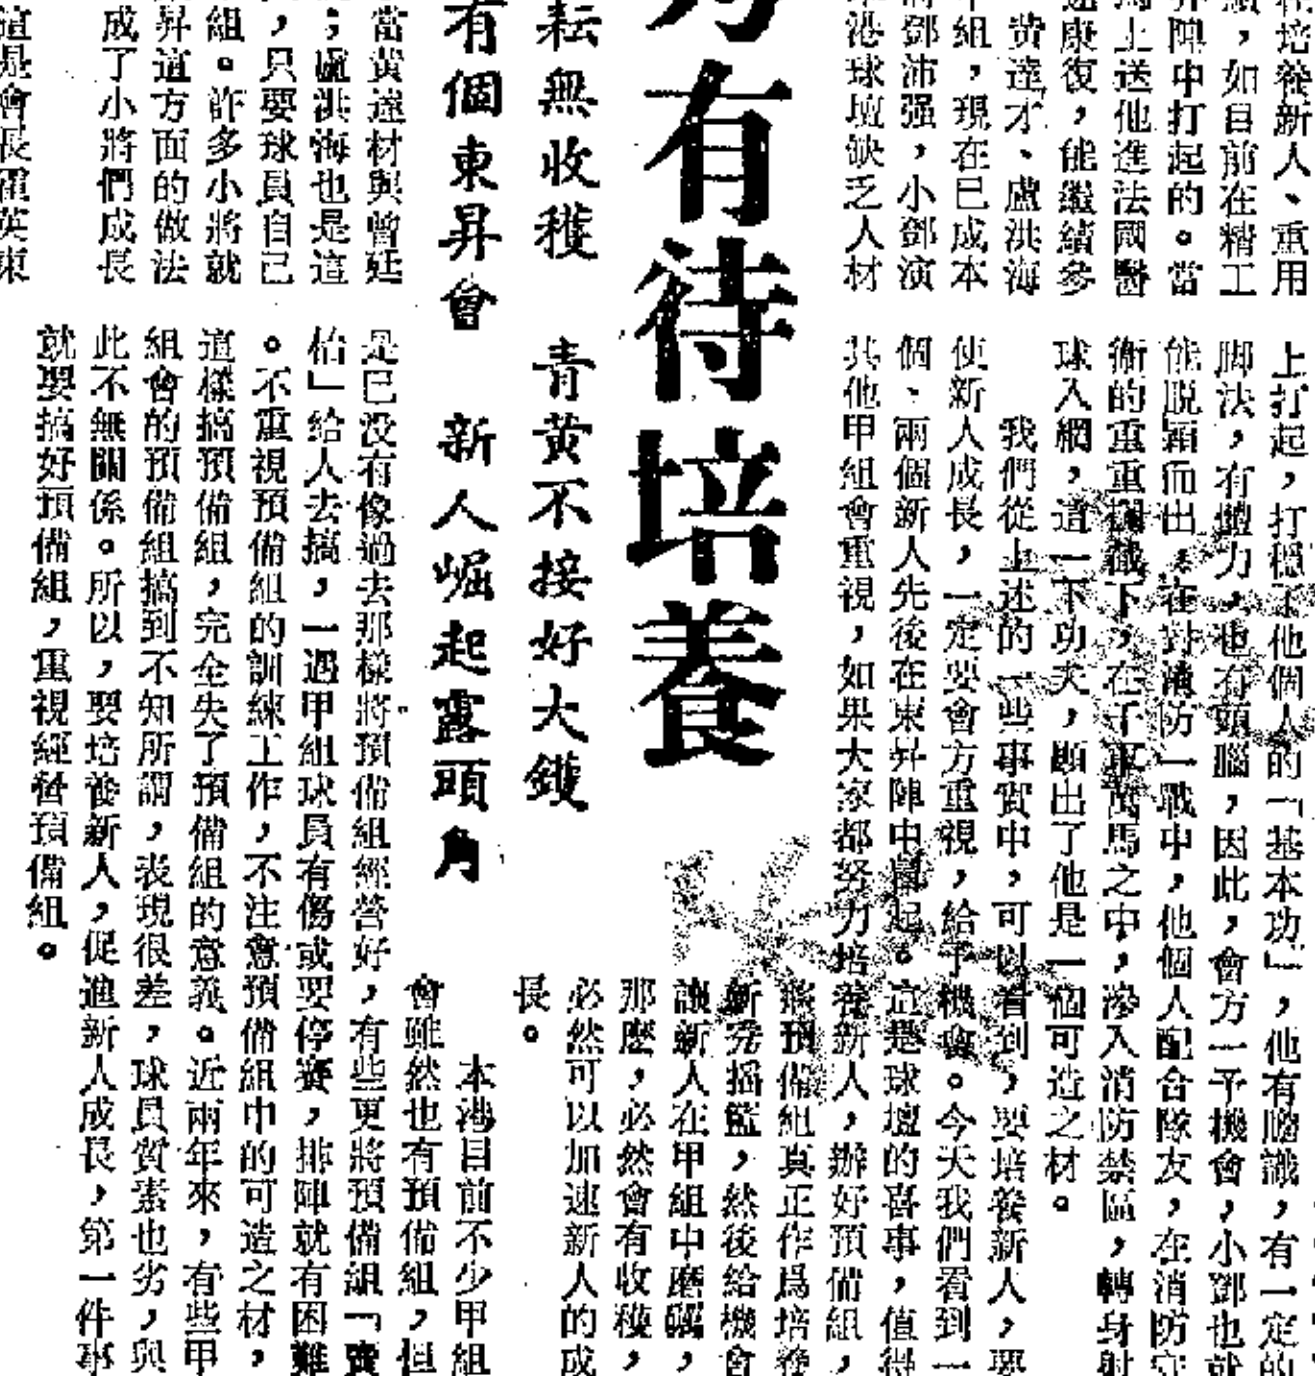 培養新人、重用
，如目前在精工
昇陣中打起的。當
馬上送他進法國醫
速康復，能繼續參
黃達才、盧洪海
甲組，現在已成本
將鄧沛强，小鄧演
港球壇缺乏人材
有待培養
耘無收穫　青黃不接好大鑊
有個東昇會　新人崛起露頭角
當黃遠材與曾廷
；盧洪海也是這
，只要球員自己
組。許多小將就
昇這方面的做法
成了小將們成長
這是會長霍英東
上打起，打穩了他個人的「基本功」，他有膽識，有一定的
脚法，有體力，也有頭腦，因此，會方一予機會，小鄧也就
能脱穎而出。在對消防一戰中，他個人配合隊友，在消防守
衛的重重攔截下，在千軍萬馬之中，滲入消防禁區，轉身射
球入網，這一下功夫，顯出了他是一個可造之材。
我們從上述的一些事實中，可以看到，要培養新人，要
使新人成長，一定要會方重視，給予機會。今天我們看到一
個、兩個新人先後在東昇陣中崛起。這是球壇的喜事，值得
其他甲組會重視，如果大家都努力培養新人，辦好預備組，
將預備組真正作爲培養
新秀摇籃，然後給機會
讓新人在甲組中磨礪，
那麽，必然會有收穫，
必然可以加速新人的成
長。
本港目前不少甲組
會雖然也有預備組，但
是已没有像過去那樣將預備組經營好，有些更將預備組「賣
枱」給人去搞，一遇甲組球員有傷或要停賽，排陣就有困難
。不重視預備組的訓練工作，不注意預備組中的可造之材，
這樣搞預備組，完全失了預備組的意義。近兩年來，有些甲
組會的預備組搞到不知所謂，表現很差，球員質素也劣，與
此不無關係。所以，要培養新人，促進新人成長，第一件事
就要搞好預備組，重視經營預備組。